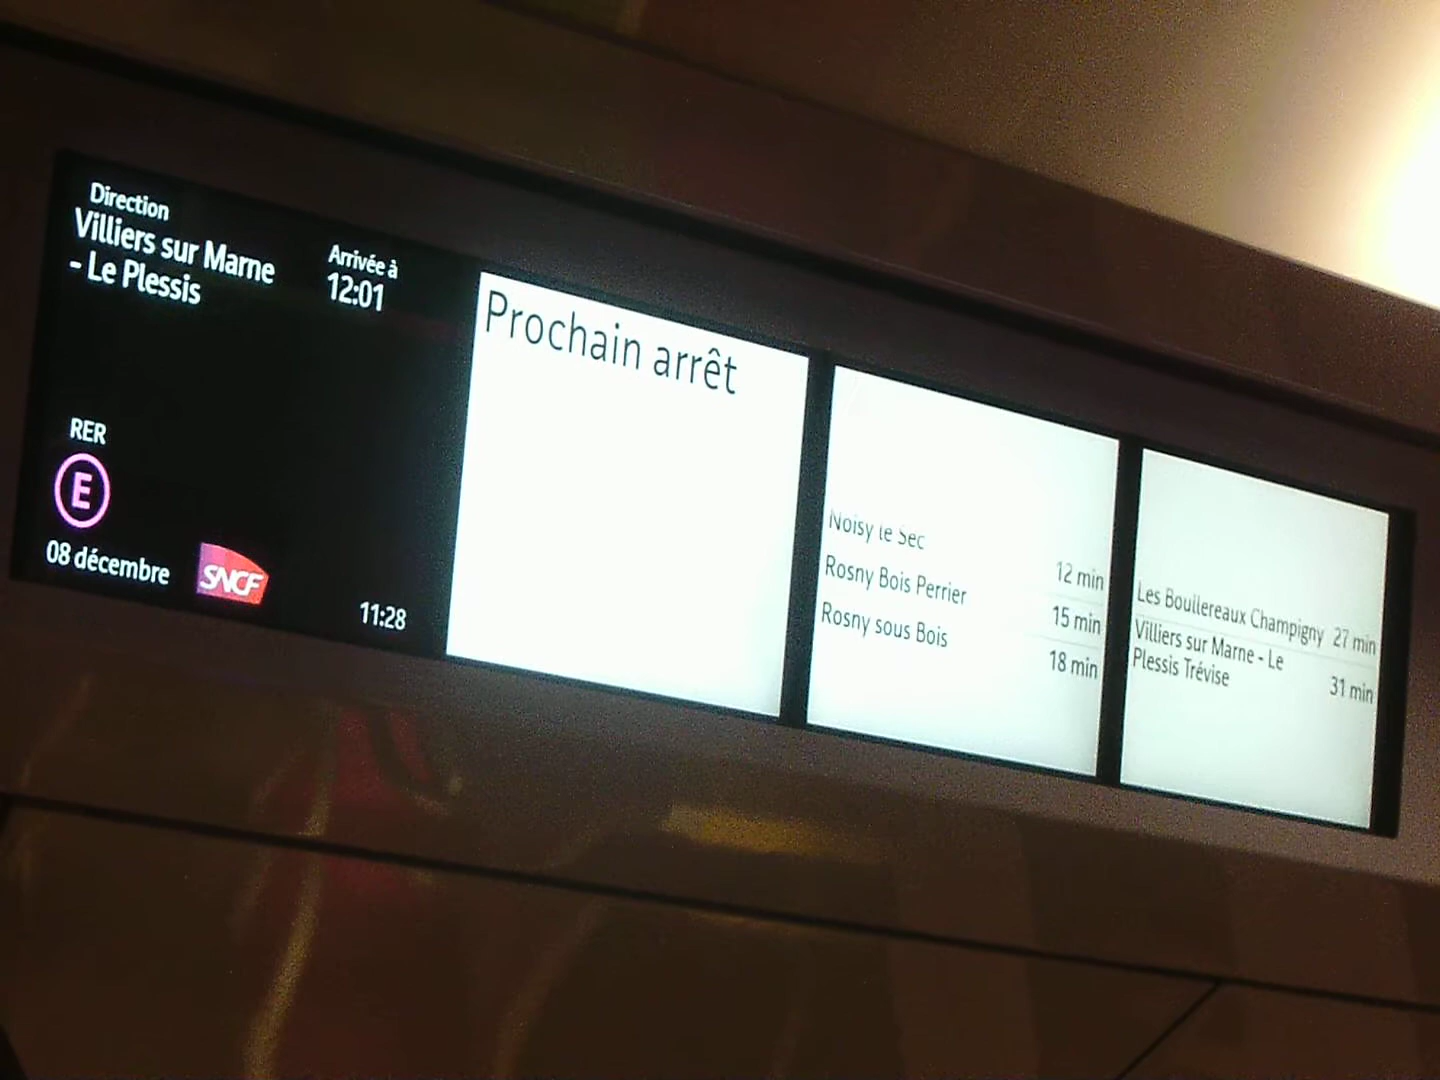 Direction
Villiers sur Marne
- Le Plessis
Arrivée à
12:01
RER
E
08 décembre
SNCF
11:28
Prochain arrêt
Noisy le Sec 12 min
Rosny Bois Perrier 15 min
Rosny sous Bois 18 min
Les Boullereaux Champigny 27 min
Villiers sur Marne - Le
Plessis Trévise 31 min